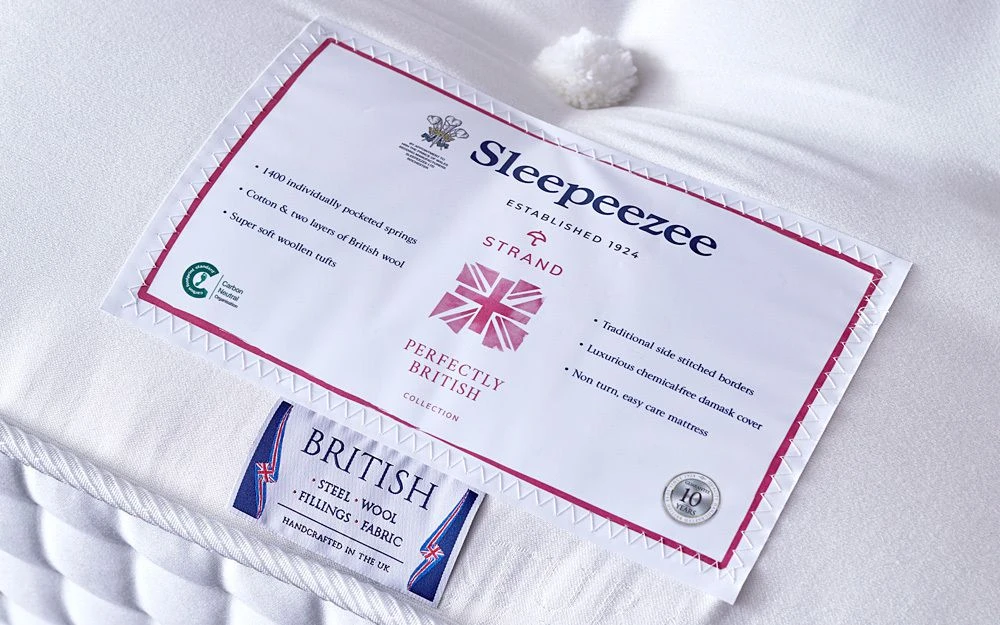 Sleepeezee
ESTABLISHED 1924
STRAND
PERFECTLY
BRITISH
COLLECTION
• 1400 individually pocketed springs
• Cotton & two layers of British wool
• Super soft woollen tufts
Carbon
Neutral
Organisation
• Traditional side stitched borders
• Luxurious chemical-free damask cover
• Non turn, easy care mattress
10
YEARS
BRITISH
• STEEL • WOOL
• FILLINGS • FABRIC
HANDCRAFTED IN THE UK